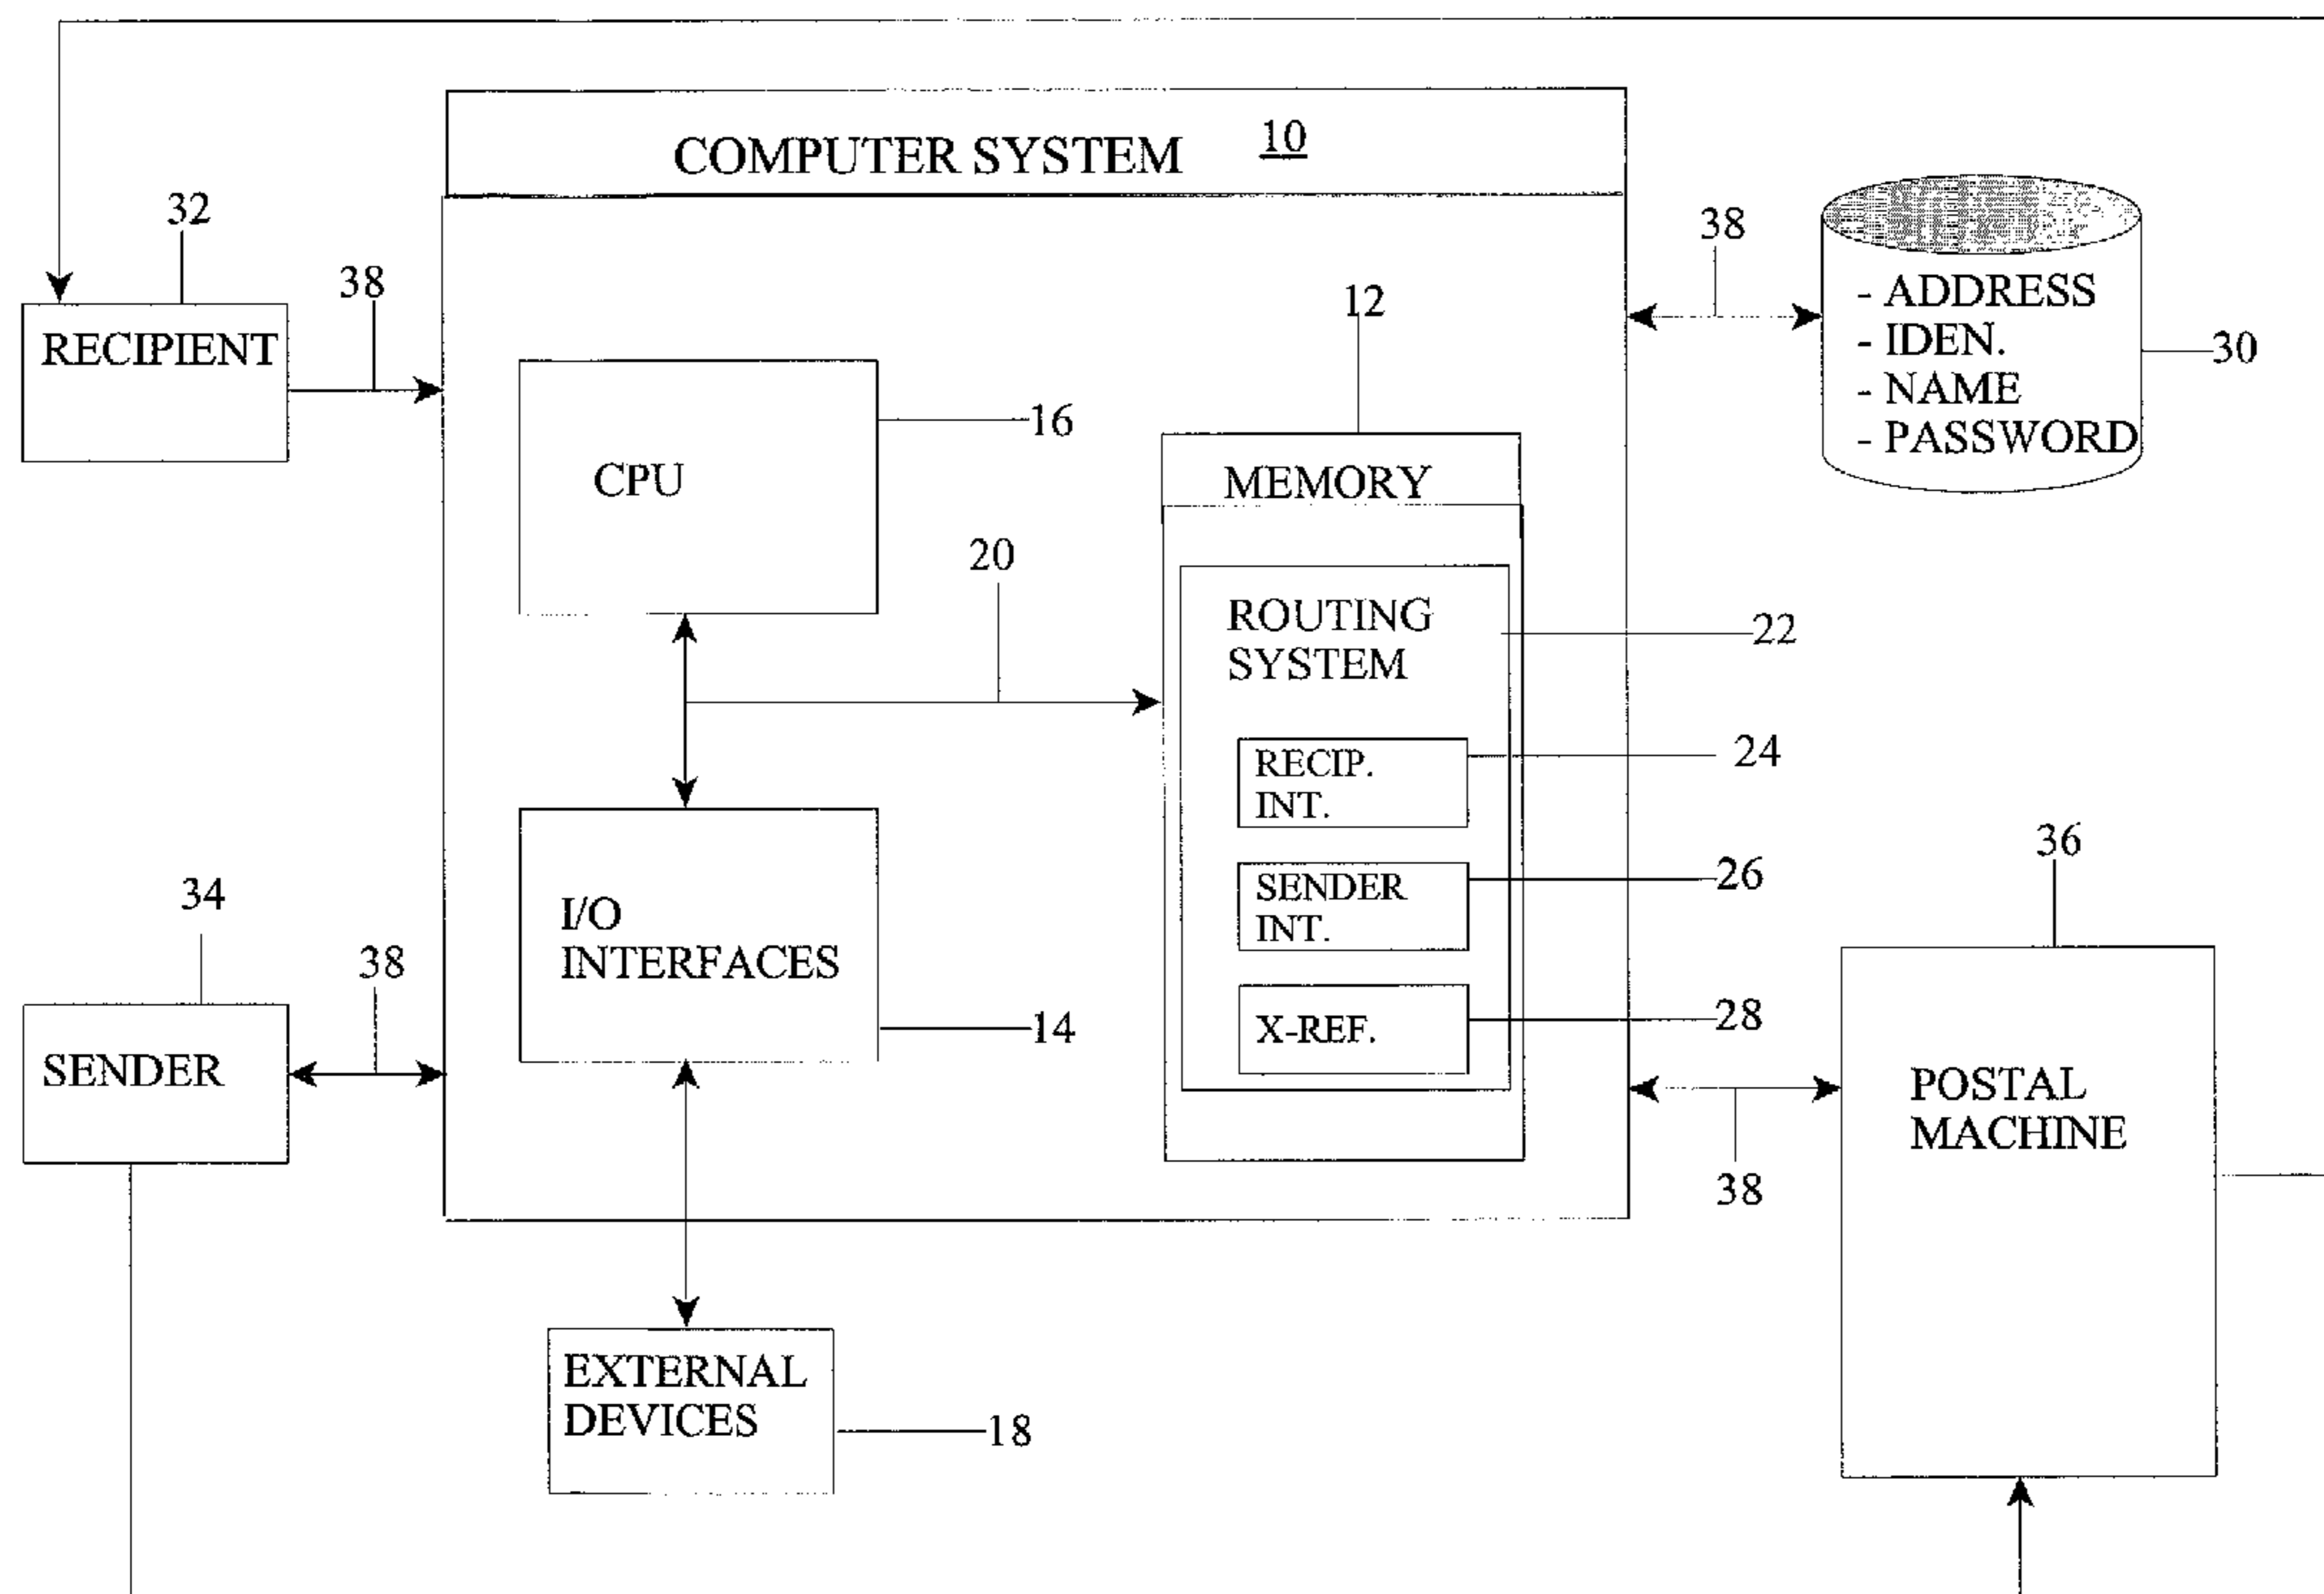 COMPUTER SYSTEM 10
32
38
RECIPIENT
38
- ADDRESS
- IDEN.
- NAME
- PASSWORD
30
12
16
CPU
MEMORY
20
ROUTING
SYSTEM
22
RECIP.
INT.
24
SENDER
INT.
26
X-REF.
28
I/O
INTERFACES
14
34
38
SENDER
36
POSTAL
MACHINE
38
EXTERNAL
DEVICES
18